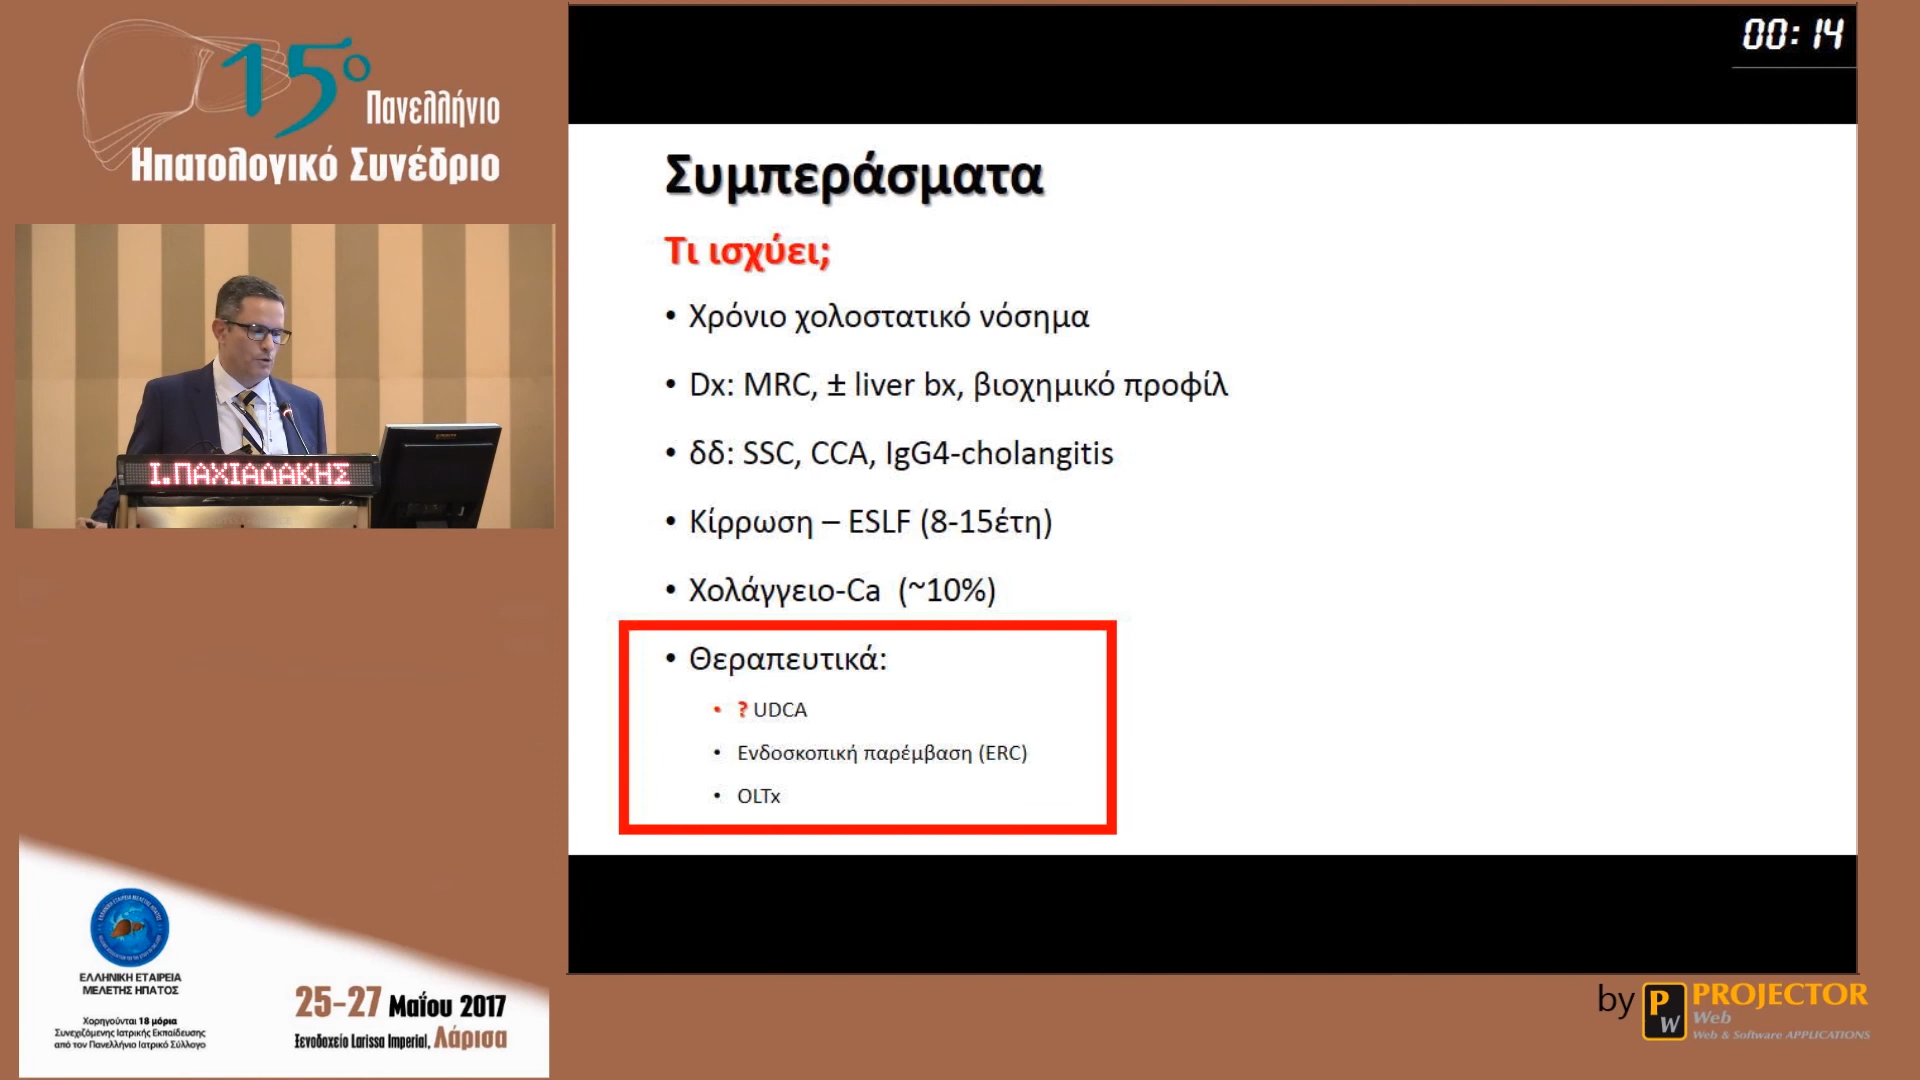 15ο
Πανελλήνιο
Ηπατολογικό Συνέδριο
Ι.ΠΑΧΙΑΔΑΚΗΣ
00:14
Συμπεράσματα
Τι ισχύει;
• Χρόνιο χολοστατικό νόσημα
• Dx: MRC, ± liver bx, βιοχημικό προφίλ
• δδ: SSC, CCA, IgG4-cholangitis
• Κίρρωση – ESLF (8-15έτη)
• Χολάγγειο-Ca (~10%)
• Θεραπευτικά:
• ? UDCA
• Ενδοσκοπική παρέμβαση (ERC)
• OLTx
ΕΛΛΗΝΙΚΗ ΕΤΑΙΡΕΙΑ
ΜΕΛΕΤΗΣ ΗΠΑΤΟΣ
Χορηγούνται 18 μόρια
Συνεχιζόμενης Ιατρικής Εκπαίδευσης
από τον Πανελλήνιο Ιατρικό Σύλλογο
25-27 Μαΐου 2017
Ξενοδοχείο Larissa Imperial, Λάρισα
by PW PROJECTOR
Web
Web & Software APPLICATIONS